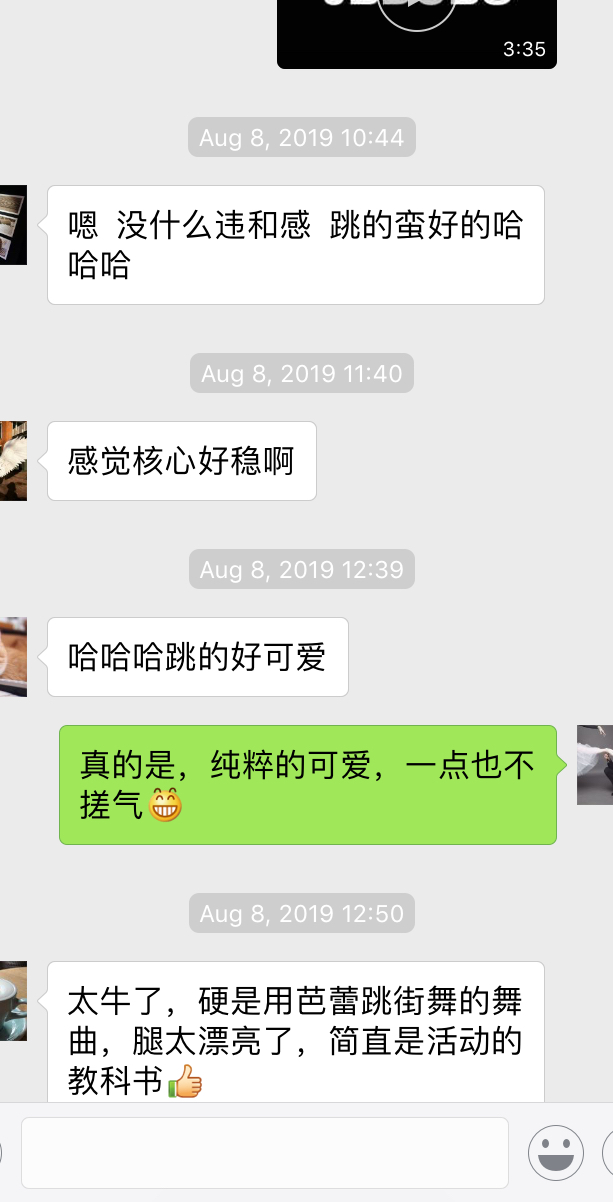 3:35
Aug 8, 2019 10:44
嗯 没什么违和感 跳的蛮好的哈
哈哈
Aug 8, 2019 11:40
感觉核心好稳啊
Aug 8, 2019 12:39
哈哈哈跳的好可爱
真的是，纯粹的可爱，一点也不
搓气😁
Aug 8, 2019 12:50
太牛了，硬是用芭蕾跳街舞的舞
曲，腿太漂亮了，简直是活动的
教科书👍